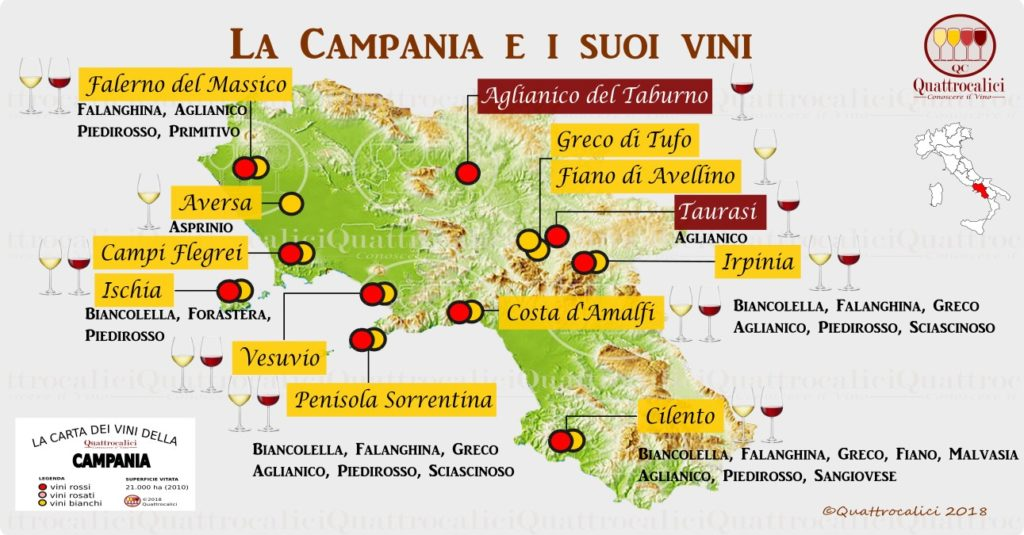 La Campania e i suoi vini
QC
Quattrocalici
Conoscere il Vino
Falerno del Massico
Falanghina, Aglianico
Piedirosso, Primitivo
Aglianico del Taburno
Greco di Tufo
Fiano di Avellino
Aversa
Asprinio
Taurasi
Aglianico
Campi Flegrei
Irpinia
Ischia
Biancolella, Forastera,
Piedirosso
Costa d'Amalfi
Biancolella, Falanghina, Greco
Aglianico, Piedirosso, Sciascinoso
Vesuvio
Penisola Sorrentina
Biancolella, Falanghina, Greco
Aglianico, Piedirosso, Sciascinoso
Cilento
Biancolella, Falanghina, Greco, Fiano, Malvasia
Aglianico, Piedirosso, Sangiovese
LA CARTA DEI VINI DELLA
Quattrocalici
CAMPANIA
LEGENDA
vini rossi
vini rosati
vini bianchi
SUPERFICIE VITATA
21.000 ha (2010)
©2018
Quattrocalici
©Quattrocalici 2018